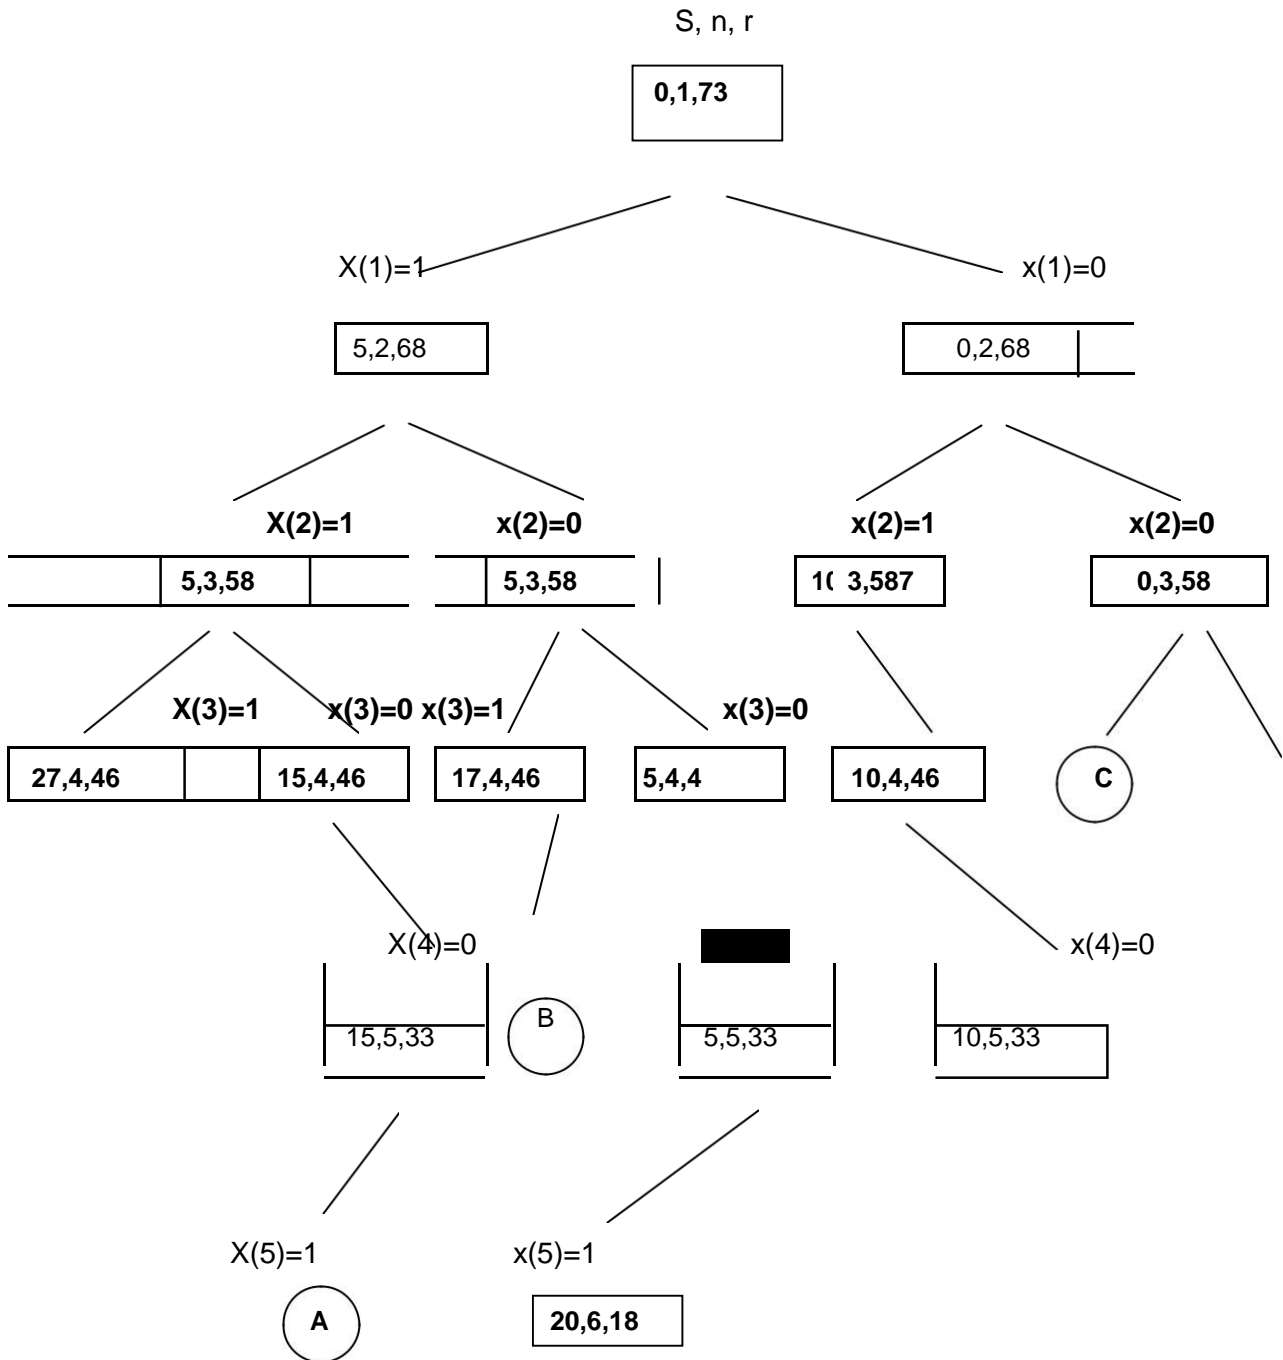 S, n, r
0,1,73
X(1)=1 x(1)=0
5,2,68 0,2,68
X(2)=1 x(2)=0 x(2)=1 x(2)=0
5,3,58 5,3,58 3,587 0,3,58
X(3)=1 x(3)=0 x(3)=1 x(3)=0
27,4,46 15,4,46 17,4,46 5,4,4 10,4,46 C
X(4)=0 x(4)=0
15,5,33 B 5,5,33 10,5,33
X(5)=1 x(5)=1
A 20,6,18